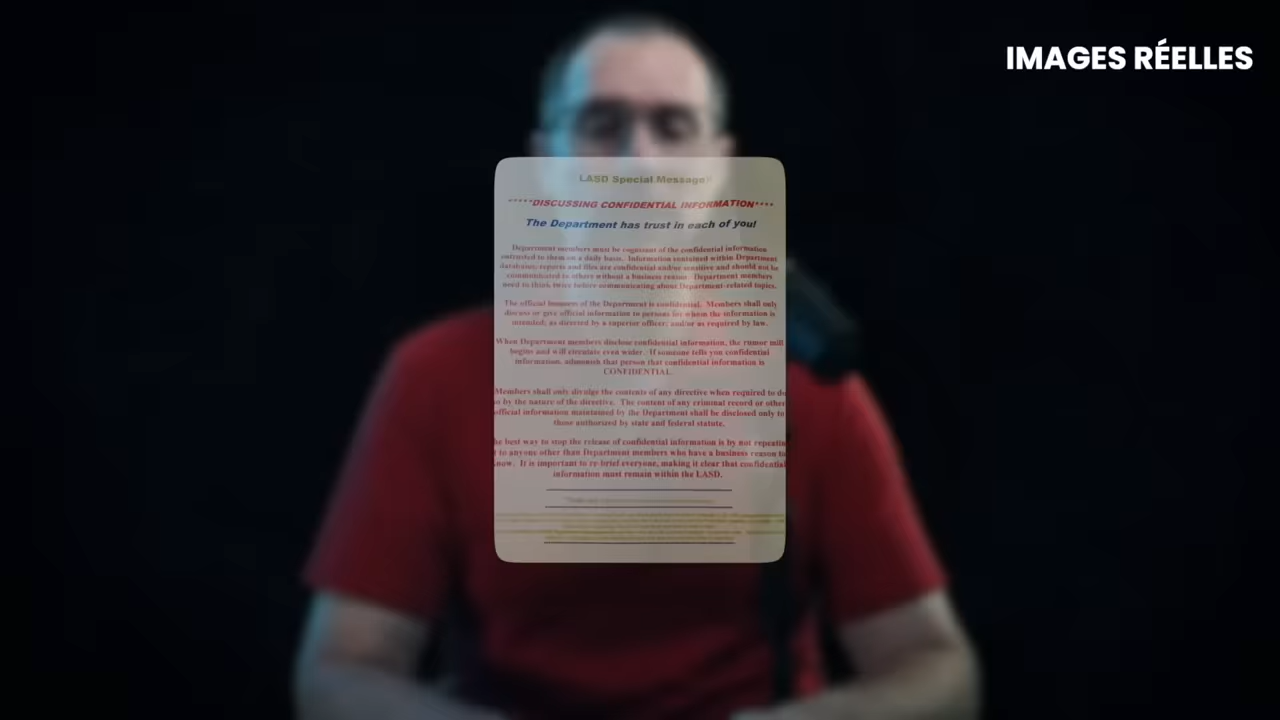 IMAGES RÉELLES
LASD Special Message!
*****DISCUSSING CONFIDENTIAL INFORMATION****
The Department has trust in each of you!
Department members must be cognizant of the confidential information
entrusted to them on a daily basis. Information contained within Department
databases, reports and files are confidential and/or sensitive and should not be
communicated to others without a business reason. Department members
need to think twice before communicating about Department-related topics.
The official business of the Department is confidential. Members shall only
discuss or give official information to persons for whom the information is
intended; as directed by a superior officer; and/or as required by law.
When Department members disclose confidential information, the rumor mill
begins and will circulate even wider. If someone tells you confidential
information, admonish that person that confidential information is
CONFIDENTIAL.
Members shall only divulge the contents of any directive when required to do
so by the nature of the directive. The content of any criminal record or other
official information maintained by the Department shall be disclosed only to
those authorized by state and federal statute.
he best way to stop the release of confidential information is by not repeatin
t to anyone other than Department members who have a business reason to
know. It is important to re-brief everyone, making it clear that confidential
information must remain within the LASD.